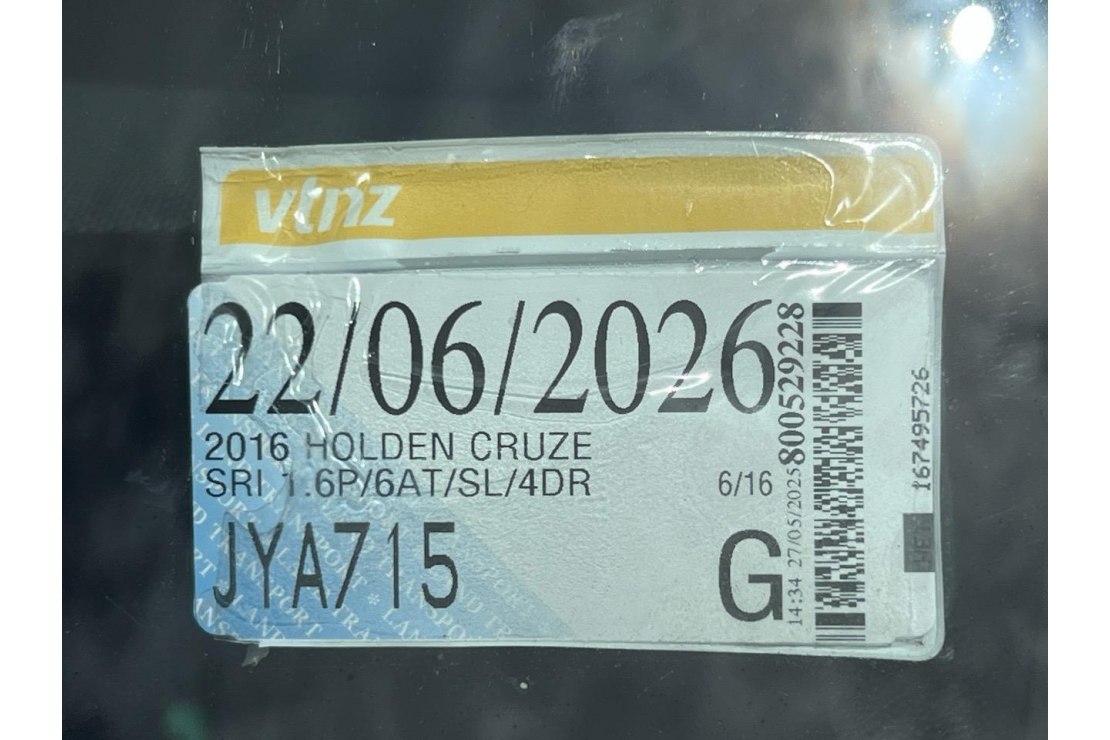 vtnz
22/06/2026
2016 HOLDEN CRUZE
SRI 1.6P/6AT/SL/4DR
6/16
JYA715
G
14:34 27/05/2025
800529228
167495726